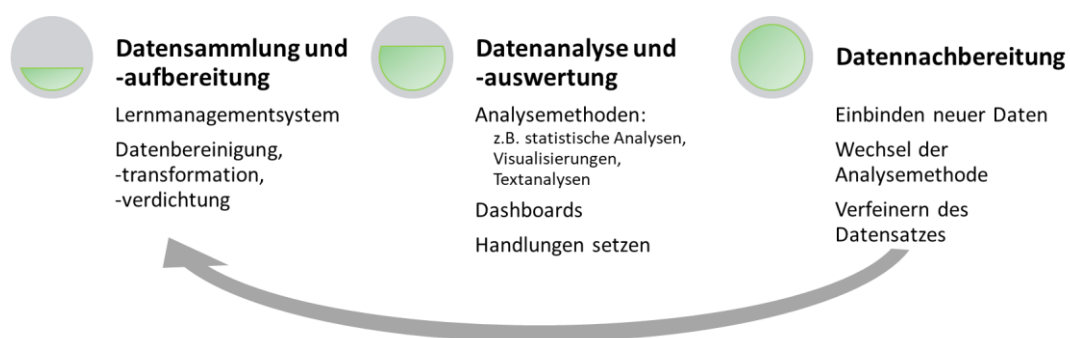 Datensammlung und
-aufbereitung
Lernmanagementsystem
Datenbereinigung,
-transformation,
-verdichtung
Datenanalyse und
-auswertung
Analysemethoden:
z.B. statistische Analysen,
Visualisierungen,
Textanalysen
Dashboards
Handlungen setzen
Datennachbereitung
Einbinden neuer Daten
Wechsel der
Analysemethode
Verfeinern des
Datensatzes